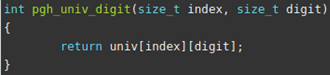 int pgh_univ_digit(size_t index, size_t digit)
{
        return univ[index][digit];
}